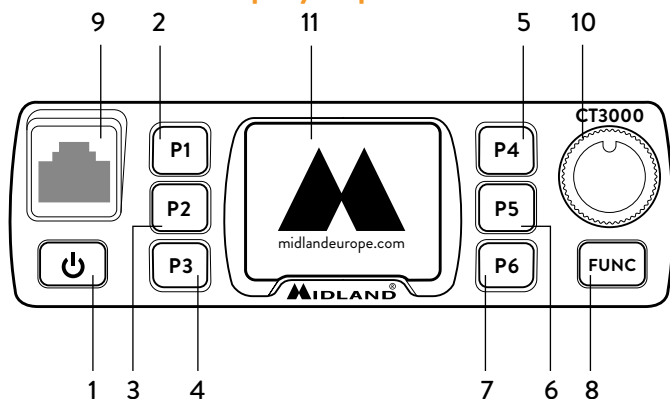 9 2 11 5 10
CT3000
P1 P4
P2 P5
midlandeurope.com
P3 P6 FUNC
MIDLAND®
1 3 4 7 6 8